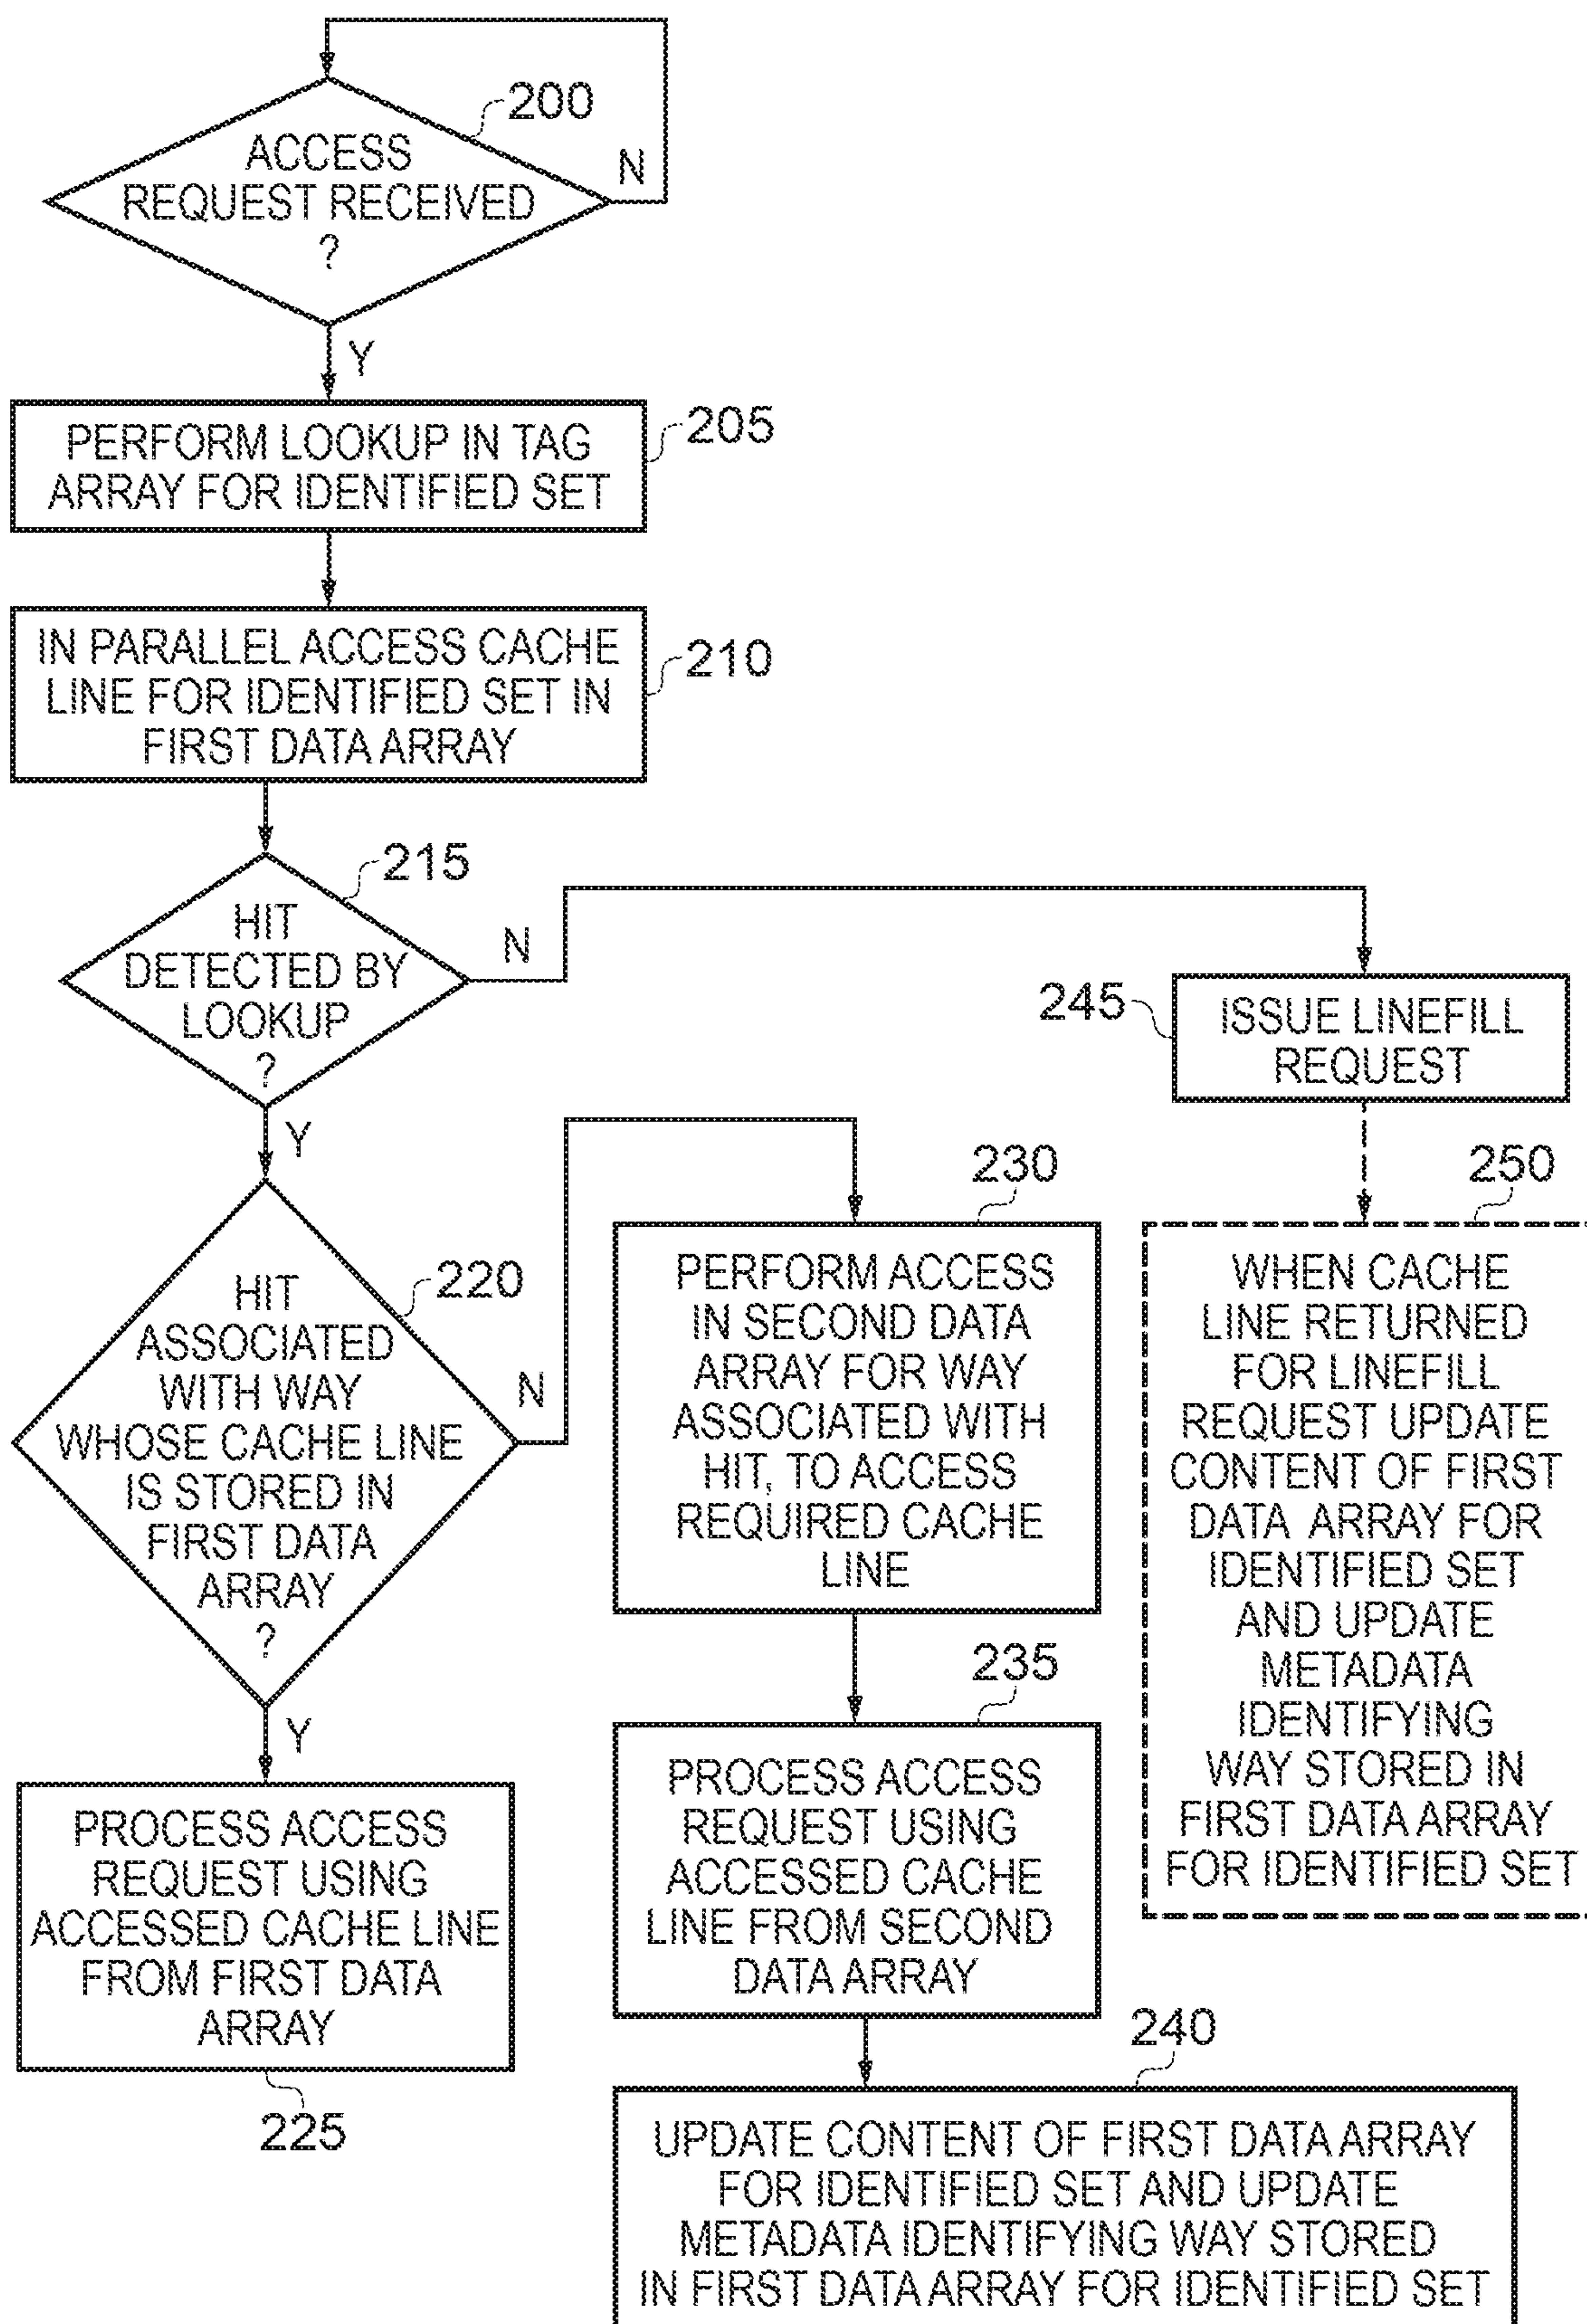 200
ACCESS
REQUEST RECEIVED
?
N
Y
PERFORM LOOKUP IN TAG
ARRAY FOR IDENTIFIED SET
205
IN PARALLEL ACCESS CACHE
LINE FOR IDENTIFIED SET IN
FIRST DATA ARRAY
210
215
HIT
DETECTED BY
LOOKUP
?
N
Y
245
ISSUE LINEFILL
REQUEST
220
HIT
ASSOCIATED
WITH WAY
WHOSE CACHE LINE
IS STORED IN
FIRST DATA
ARRAY
?
N
Y
230
PERFORM ACCESS
IN SECOND DATA
ARRAY FOR WAY
ASSOCIATED WITH
HIT, TO ACCESS
REQUIRED CACHE
LINE
250
WHEN CACHE
LINE RETURNED
FOR LINEFILL
REQUEST UPDATE
CONTENT OF FIRST
DATA ARRAY FOR
IDENTIFIED SET
AND UPDATE
METADATA
IDENTIFYING
WAY STORED IN
FIRST DATA ARRAY
FOR IDENTIFIED SET
PROCESS ACCESS
REQUEST USING
ACCESSED CACHE LINE
FROM FIRST DATA
ARRAY
225
235
PROCESS ACCESS
REQUEST USING
ACCESSED CACHE
LINE FROM SECOND
DATA ARRAY
240
UPDATE CONTENT OF FIRST DATA ARRAY
FOR IDENTIFIED SET AND UPDATE
METADATA IDENTIFYING WAY STORED
IN FIRST DATA ARRAY FOR IDENTIFIED SET